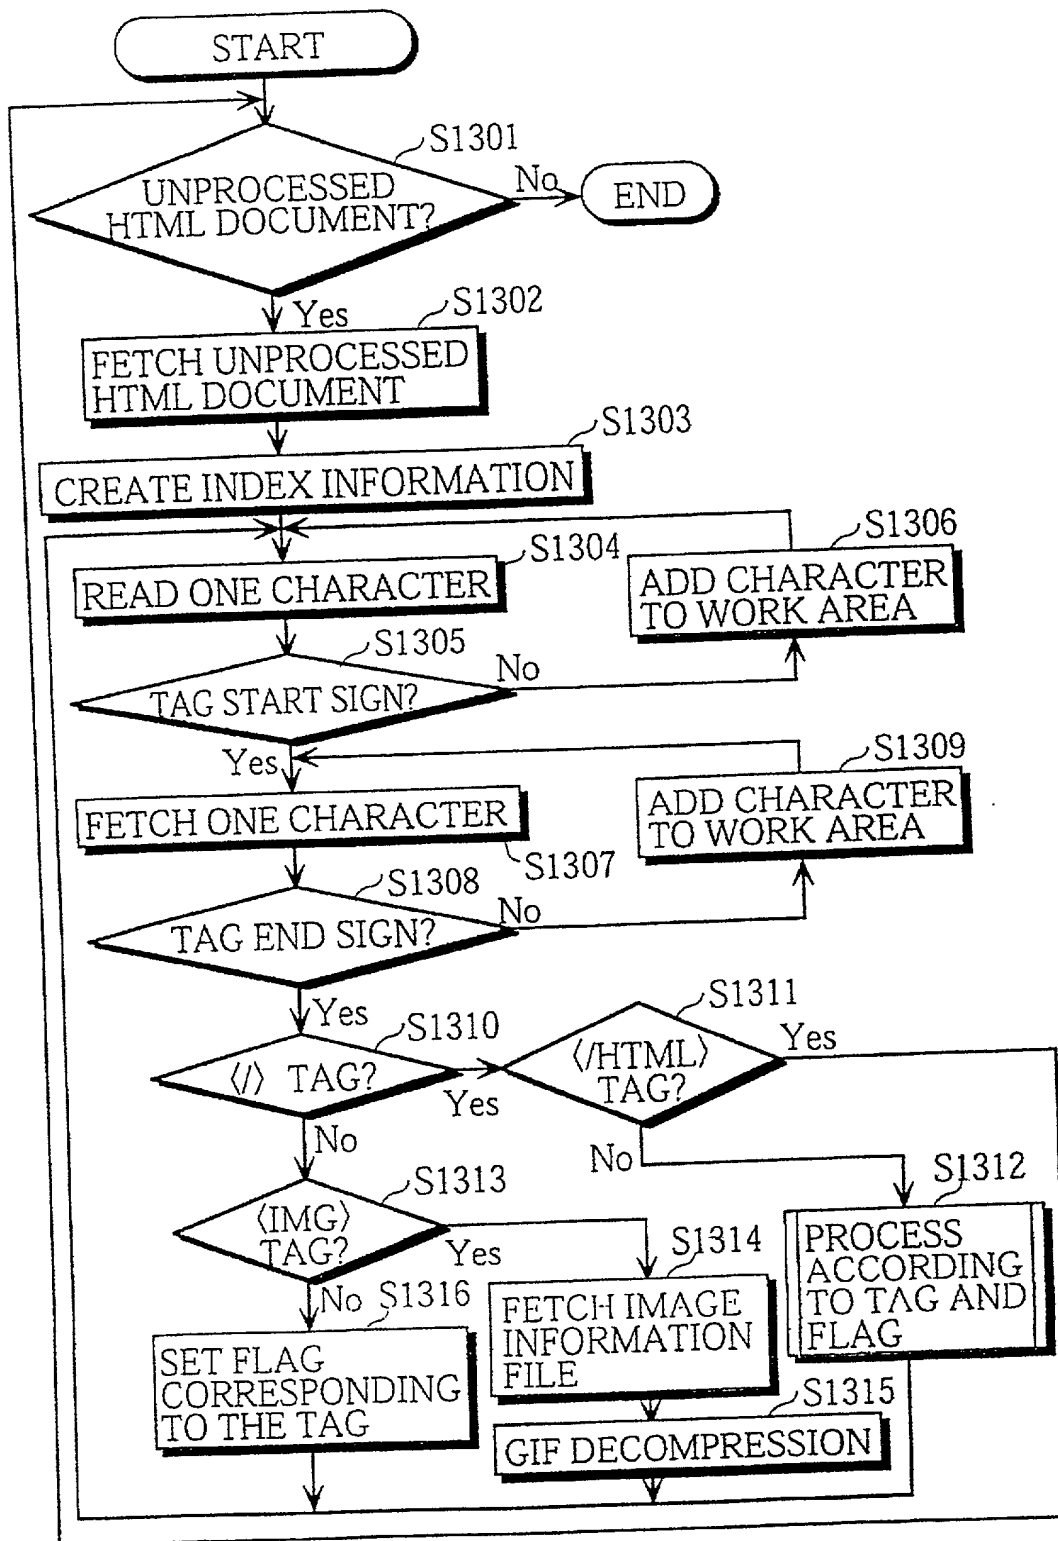 START
S1301
UNPROCESSED
HTML DOCUMENT?
No
END
Yes
S1302
FETCH UNPROCESSED
HTML DOCUMENT
S1303
CREATE INDEX INFORMATION
S1304
READ ONE CHARACTER
S1306
ADD CHARACTER
TO WORK AREA
S1305
TAG START SIGN?
No
Yes
S1309
ADD CHARACTER
TO WORK AREA
FETCH ONE CHARACTER
S1307
S1308
TAG END SIGN?
No
Yes
S1310
〈/〉 TAG?
Yes
S1311
〈/HTML〉
TAG?
Yes
No
No
S1313
〈IMG〉
TAG?
Yes
S1312
PROCESS
ACCORDING
TO TAG AND
FLAG
S1314
FETCH IMAGE
INFORMATION
FILE
No
S1316
SET FLAG
CORRESPONDING
TO THE TAG
S1315
GIF DECOMPRESSION